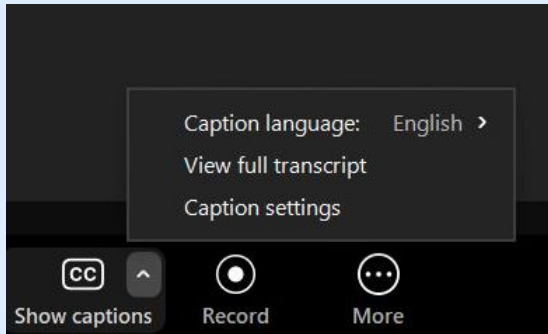 Caption language: English >
View full transcript
Caption settings
CC
Show captions Record More